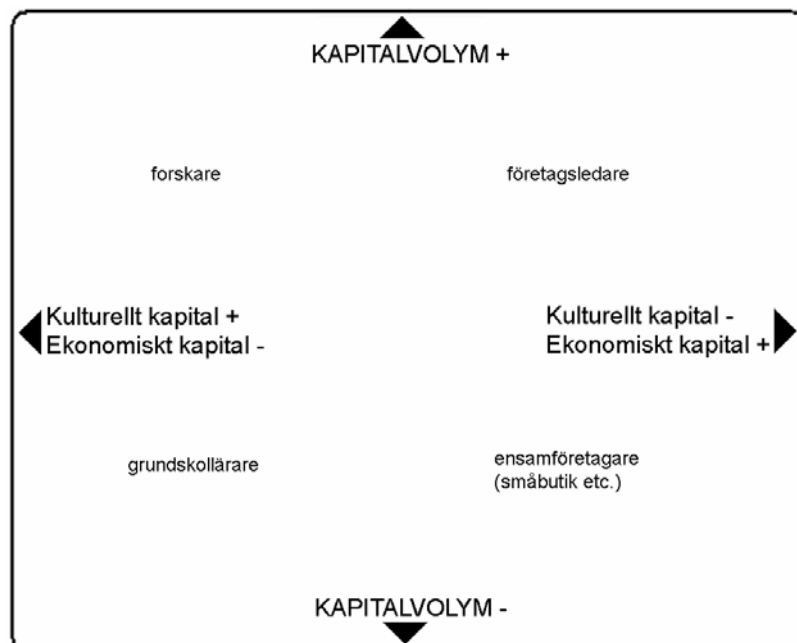 KAPITALVOLYM +
forskare
företagsledare
Kulturellt kapital +
Ekonomiskt kapital -
Kulturellt kapital -
Ekonomiskt kapital +
grundskollärare
ensamföretagare
(småbutik etc.)
KAPITALVOLYM -